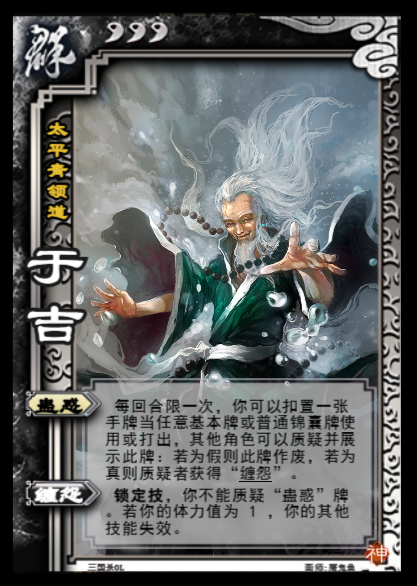 群
太平青领道
于吉
蛊惑
每回合限一次，你可以扣置一张
手牌当任意基本牌或普通锦囊牌使
用或打出，其他角色可以质疑并展
示此牌：若为假则此牌作废，若为
真则质疑者获得“缠怨”
缠怨
锁定技，你不能质疑“蛊惑”牌
。若你的体力值为 1 ，你的其他
技能失效。
神
三国杀OL
画师：魔鬼鱼